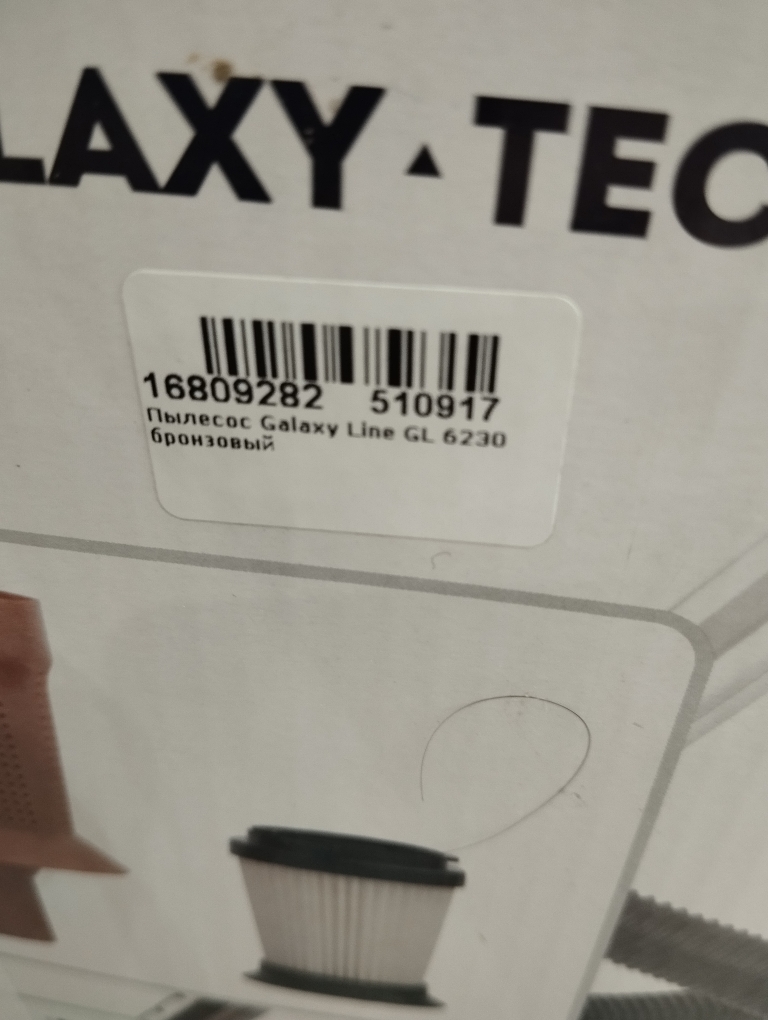 LAXY▲TEC
16809282 510917
Пылесос Galaxy Line GL 6230
бронзовый